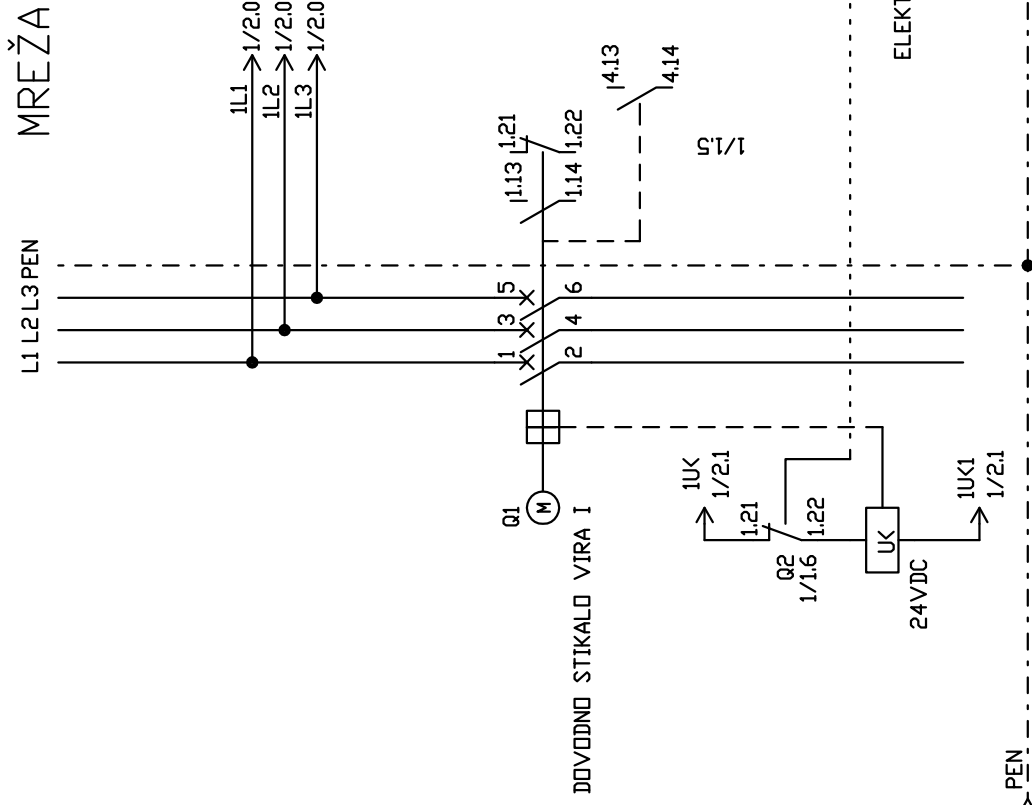 MREŽA
L1 L2 L3 PEN
1L1
1/2.0
1L2
1/2.0
1L3
1/2.0
1
3
5
2
4
6
1.13
1.14
1.21
1.22
4.13
4.14
1/1.5
Q1
M
DOVODNO STIKALO VIRA I
1UK
1/2.1
1.21
1.22
Q2
1/1.6
UK
24VDC
1UK1
1/2.1
ELEKT
PEN